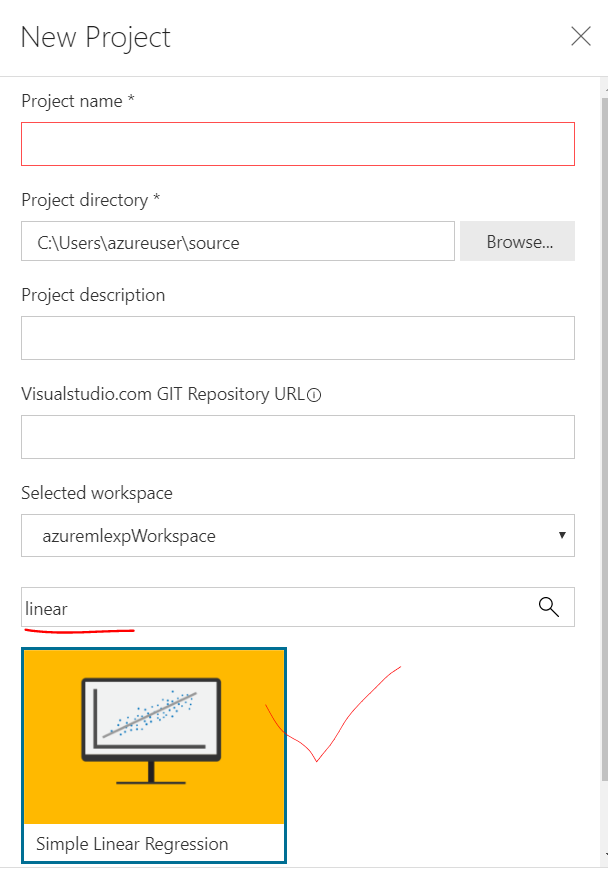 New Project
Project name *
Project directory *
C:\Users\azureuser\source
Browse...
Project description
Visualstudio.com GIT Repository URL
Selected workspace
azuremlexpWorkspace
linear
Simple Linear Regression